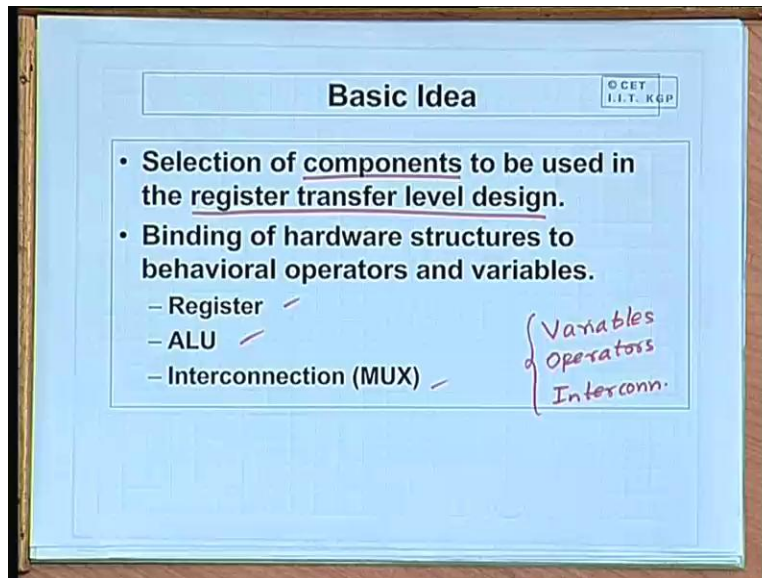 Basic Idea
© CET
I.I.T. KGP
• Selection of components to be used in
the register transfer level design.
• Binding of hardware structures to
behavioral operators and variables.
– Register
– ALU
– Interconnection (MUX)
Variables
Operators
Interconn.